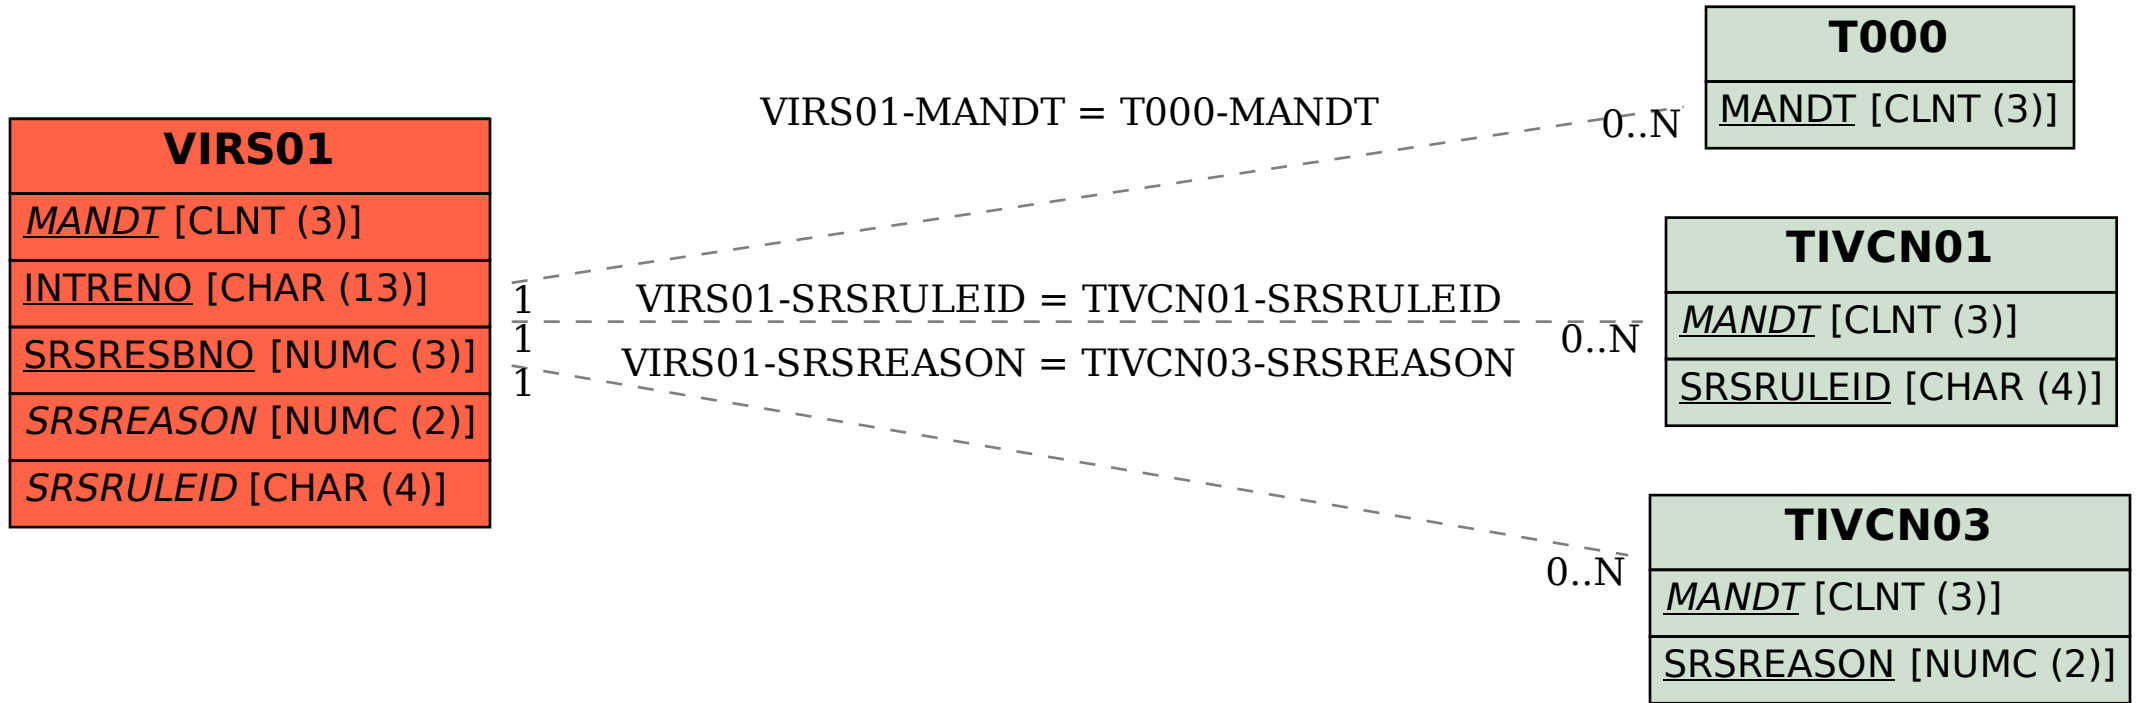 VIRS01
MANDT [CLNT (3)]
INTRENO [CHAR (13)]
SRSRESBNO [NUMC (3)]
SRSREASON [NUMC (2)]
SRSRULEID [CHAR (4)]
VIRS01-MANDT = T000-MANDT
0..N
1
VIRS01-SRSRULEID = TIVCN01-SRSRULEID
0..N
1
VIRS01-SRSREASON = TIVCN03-SRSREASON
0..N
1
T000
MANDT [CLNT (3)]
TIVCN01
MANDT [CLNT (3)]
SRSRULEID [CHAR (4)]
TIVCN03
MANDT [CLNT (3)]
SRSREASON [NUMC (2)]